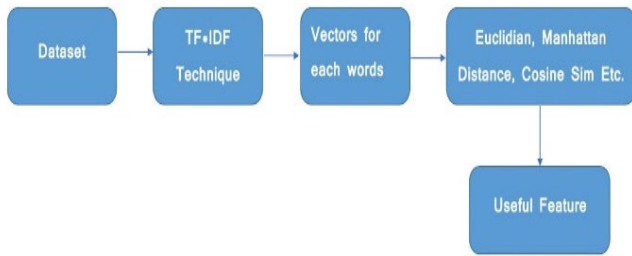 Dataset
TF•IDF
Technique
Vectors for
each words
Euclidian, Manhattan
Distance, Cosine Sim Etc.
Useful Feature